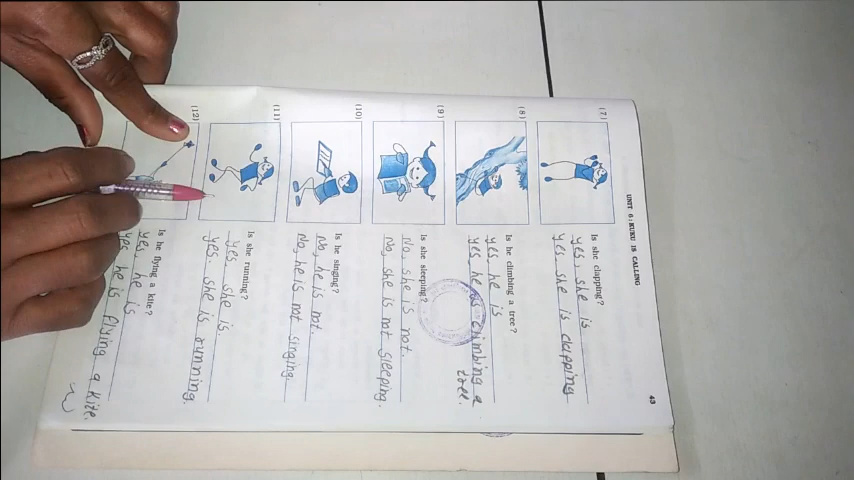 UNIT 6 : KUKU IS CALLING
43
(7)
Is she clapping?
yes, she is
yes, she is clapping
(8)
Is he climbing a tree?
yes he is
yes, he is climbing a
tree.
(9)
Is she sleeping?
No, she is not.
No, she is not sleeping.
(10)
Is he singing?
No, he is not.
No, he is not singing.
(11)
Is she running?
yes, she is.
yes, she is running.
(12)
Is he flying a kite?
yes, he is
yes, he is flying a kite.